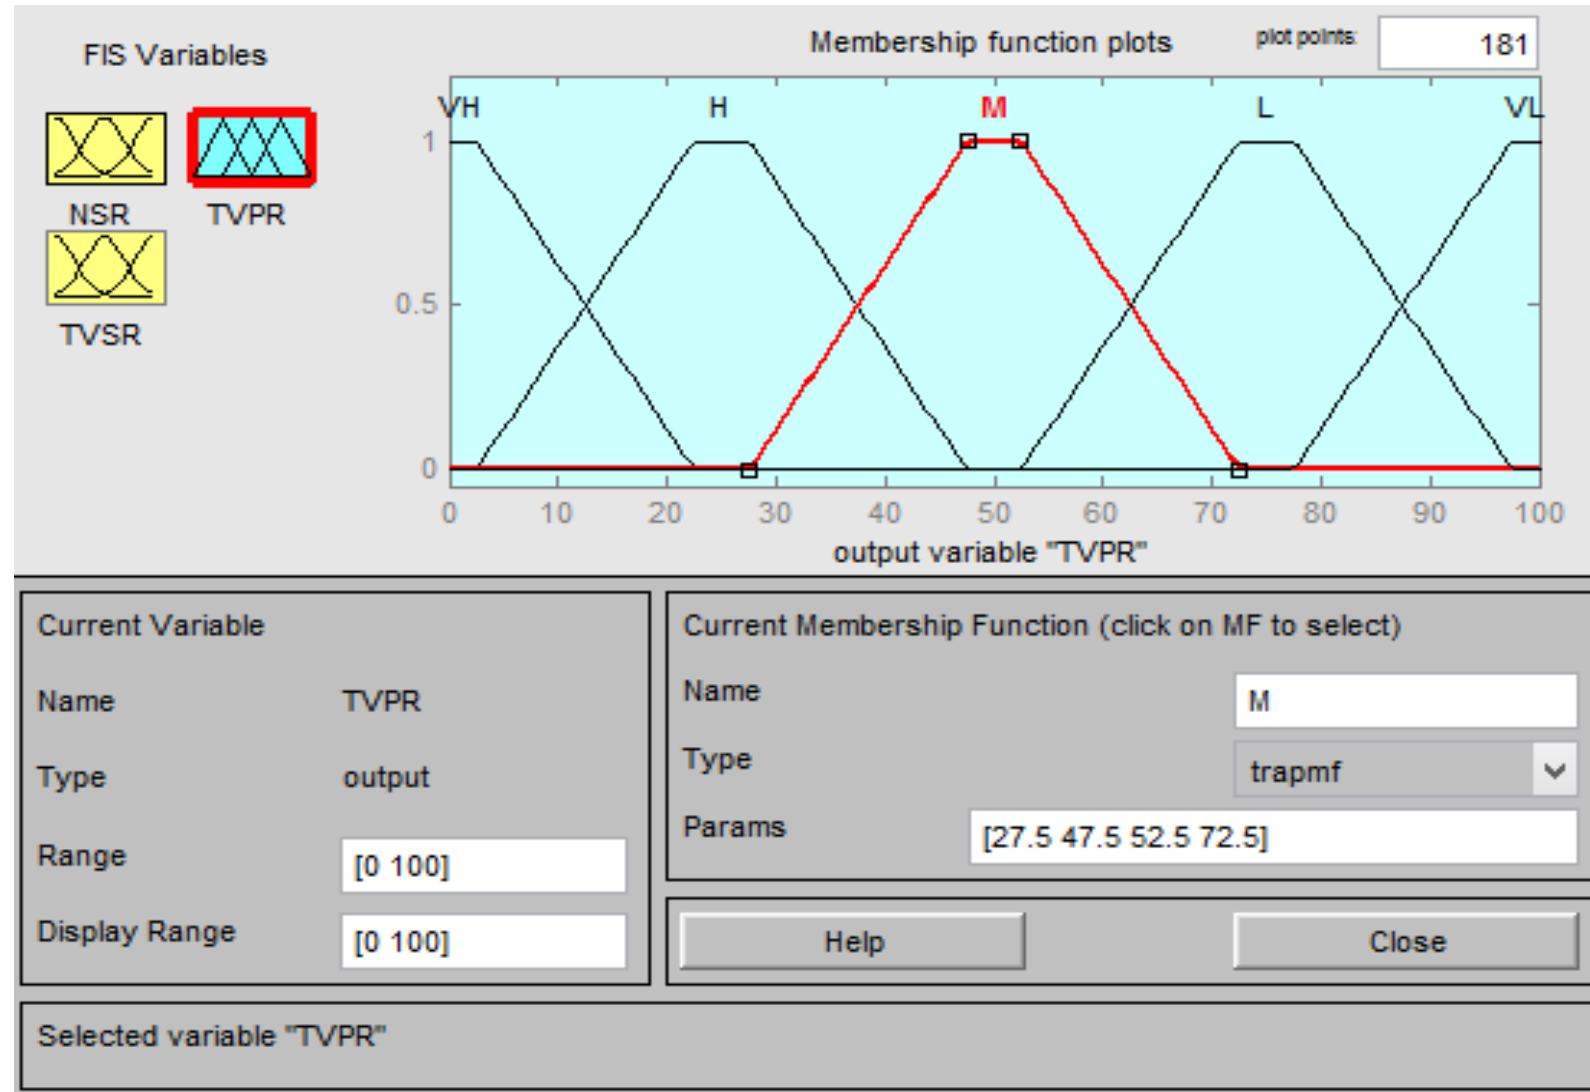 FIS Variables
Membership function plots
plot points:
181
NSR
TVPR
TVSR
VH
H
M
L
VL
1
0.5
0
0 10 20 30 40 50 60 70 80 90 100
output variable "TVPR"
Current Variable
Name TVPR
Type output
Range [0 100]
Display Range [0 100]
Current Membership Function (click on MF to select)
Name M
Type trapmf
Params [27.5 47.5 52.5 72.5]
Help
Close
Selected variable "TVPR"